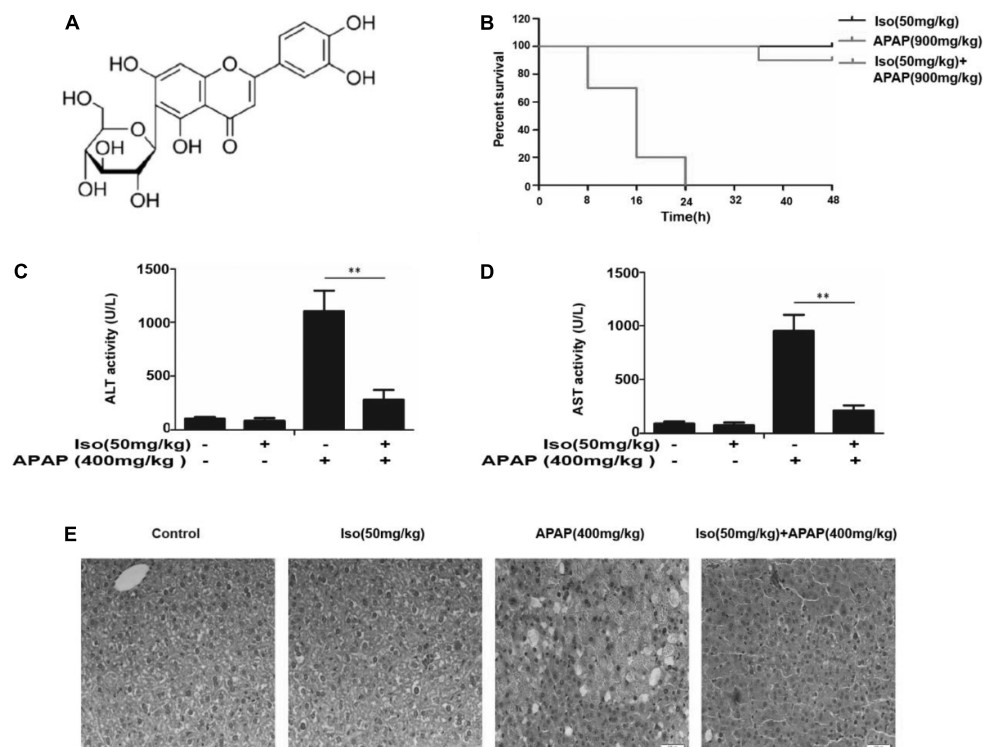 A
HO
O
OH
OH
HO
O
OH
O
HO
OH
OH
B
Percent survival
120
100
80
60
40
20
0
0 8 16 24 32 40 48
Time(h)
Iso(50mg/kg)
APAP(900mg/kg)
Iso(50mg/kg)+
APAP(900mg/kg)
C
ALT activity (U/L)
1500
1000
500
0
**
Iso(50mg/kg) - + - +
APAP (400mg/kg ) - - + +
D
AST activity (U/L)
1500
1000
500
0
**
Iso(50mg/kg) - + - +
APAP (400mg/kg ) - - + +
E
Control Iso(50mg/kg) APAP(400mg/kg) Iso(50mg/kg)+APAP(400mg/kg)